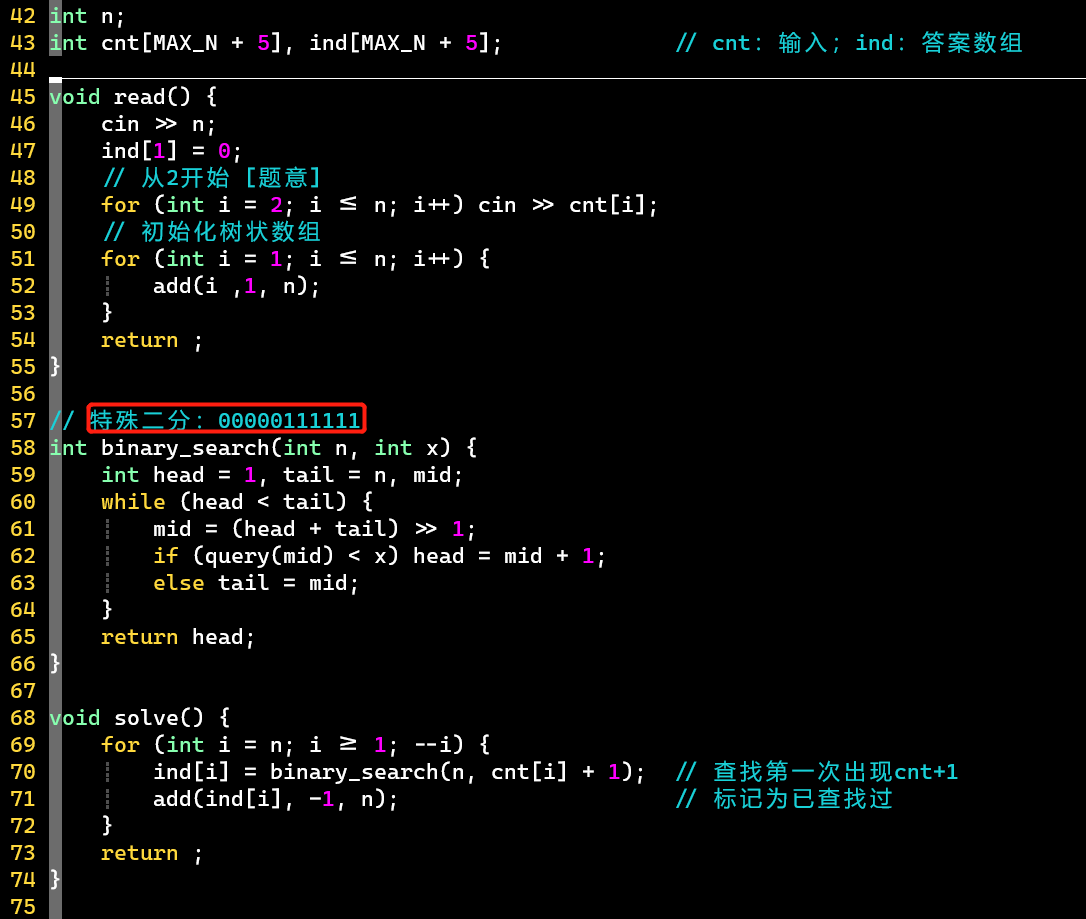 42 int n;
43 int cnt[MAX_N + 5], ind[MAX_N + 5]; // cnt: 输入; ind: 答案数组
44
45 void read() {
46 cin >> n;
47 ind[1] = 0;
48 // 从2开始 [题意]
49 for (int i = 2; i ≤ n; i++) cin >> cnt[i];
50 // 初始化树状数组
51 for (int i = 1; i ≤ n; i++) {
52 add(i ,1, n);
53 }
54 return ;
55 }
56
57 // 特殊二分: 00000111111
58 int binary_search(int n, int x) {
59 int head = 1, tail = n, mid;
60 while (head < tail) {
61 mid = (head + tail) >> 1;
62 if (query(mid) < x) head = mid + 1;
63 else tail = mid;
64 }
65 return head;
66 }
67
68 void solve() {
69 for (int i = n; i ≥ 1; --i) {
70 ind[i] = binary_search(n, cnt[i] + 1); // 查找第一次出现cnt+1
71 add(ind[i], -1, n); // 标记为已查找过
72 }
73 return ;
74 }
75